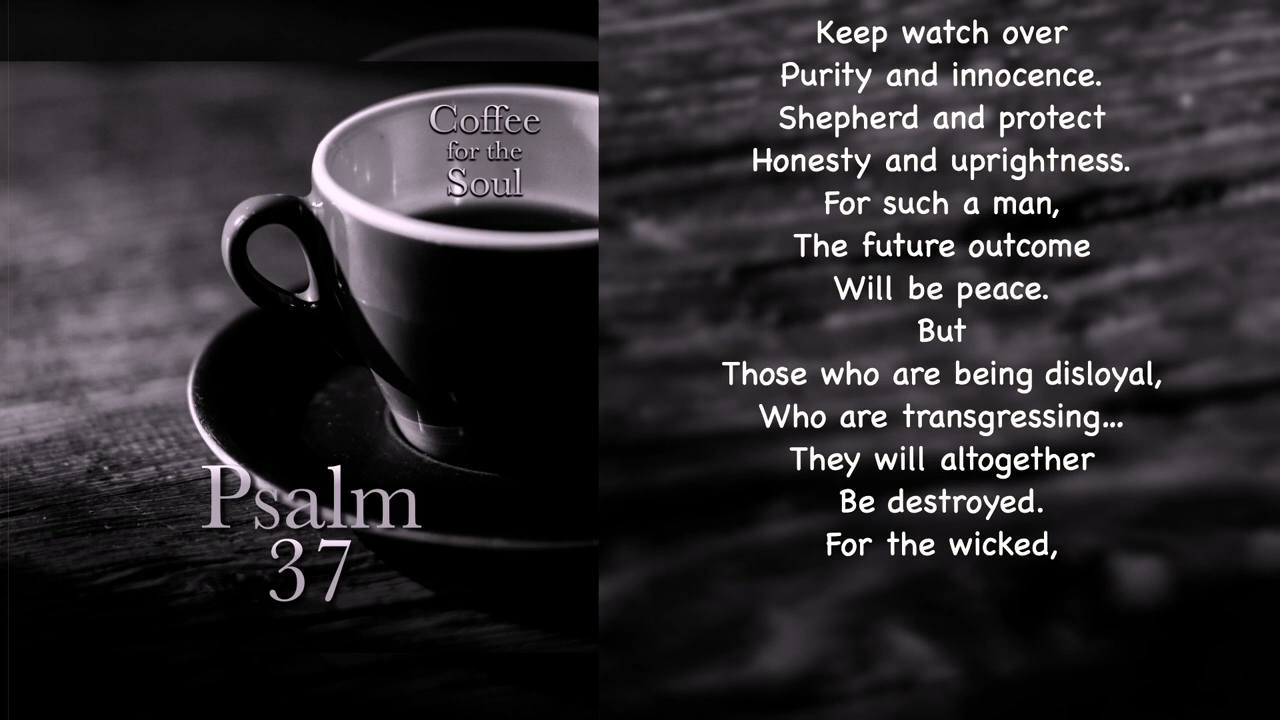 Coffee
for the
Soul
Psalm
37
Keep watch over
Purity and innocence.
Shepherd and protect
Honesty and uprightness.
For such a man,
The future outcome
Will be peace.
But
Those who are being disloyal,
Who are transgressing...
They will altogether
Be destroyed.
For the wicked,